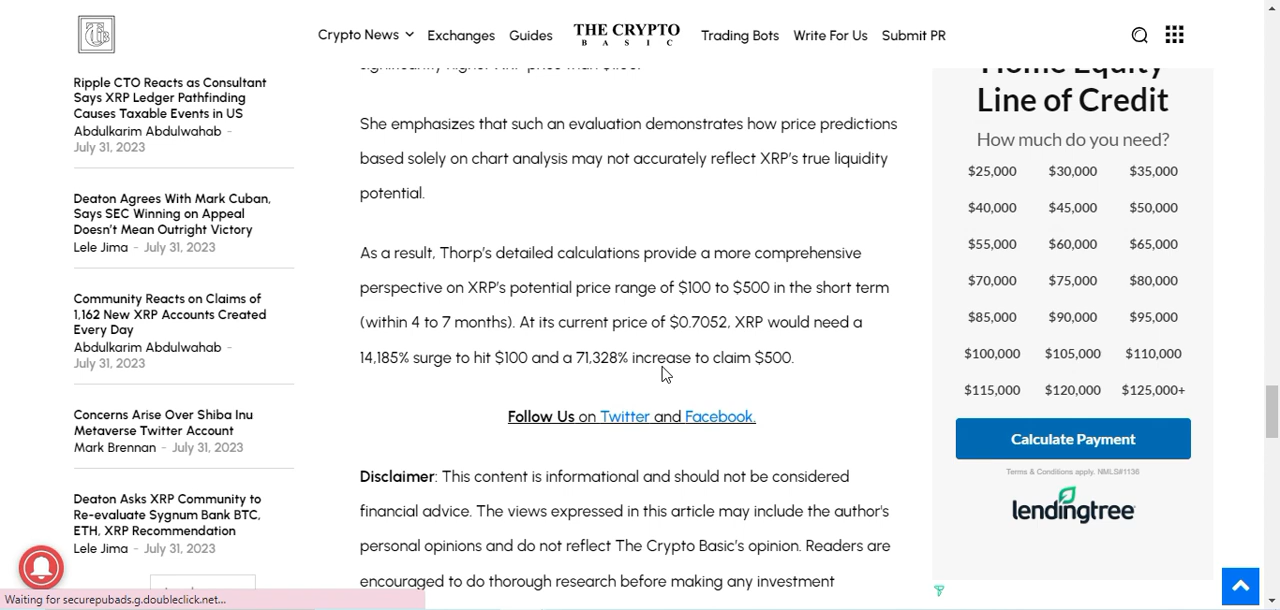 Crypto News
Exchanges
Guides
THE CRYPTO
BASIC
Trading Bots
Write For Us
Submit PR
Ripple CTO Reacts as Consultant
Says XRP Ledger Pathfinding
Causes Taxable Events in US
Abdulkarim Abdulwahab -
July 31, 2023
Deaton Agrees With Mark Cuban,
Says SEC Winning on Appeal
Doesn't Mean Outright Victory
Lele Jima - July 31, 2023
Community Reacts on Claims of
1,162 New XRP Accounts Created
Every Day
Abdulkarim Abdulwahab -
July 31, 2023
Concerns Arise Over Shiba Inu
Metaverse Twitter Account
Mark Brennan - July 31, 2023
Deaton Asks XRP Community to
Re-evaluate Sygnum Bank BTC,
ETH, XRP Recommendation
Lele Jima - July 31, 2023
significantly higher XRP price than
She emphasizes that such an evaluation demonstrates how price predictions
based solely on chart analysis may not accurately reflect XRP's true liquidity
potential.
As a result, Thorp's detailed calculations provide a more comprehensive
perspective on XRP's potential price range of $100 to $500 in the short term
(within 4 to 7 months). At its current price of $0.7052, XRP would need a
14,185% surge to hit $100 and a 71,328% increase to claim $500.
Follow Us on Twitter and Facebook.
Disclaimer: This content is informational and should not be considered
financial advice. The views expressed in this article may include the author's
personal opinions and do not reflect The Crypto Basic's opinion. Readers are
encouraged to do thorough research before making any investment
Home Equity
Line of Credit
How much do you need?
$25,000 $30,000 $35,000
$40,000 $45,000 $50,000
$55,000 $60,000 $65,000
$70,000 $75,000 $80,000
$85,000 $90,000 $95,000
$100,000 $105,000 $110,000
$115,000 $120,000 $125,000+
Calculate Payment
Terms & Conditions apply. NMLS#1136
lendingtree
Waiting for securepubads.g.doubleclick.net...